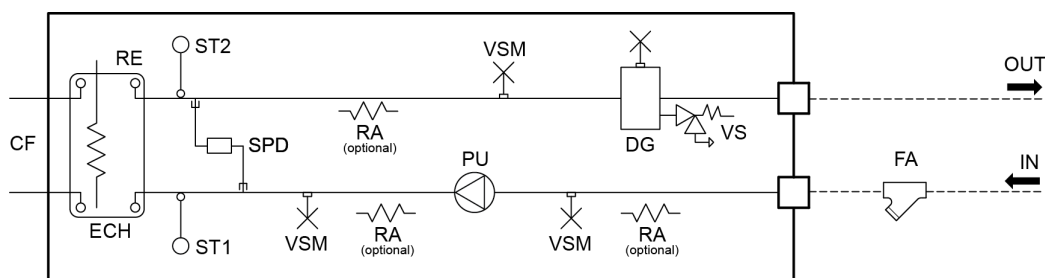 RE
ST2
VSM
OUT
CF
RA
(optional)
SPD
DG
VS
PU
FA
IN
ECH
ST1
VSM
RA
(optional)
VSM
RA
(optional)